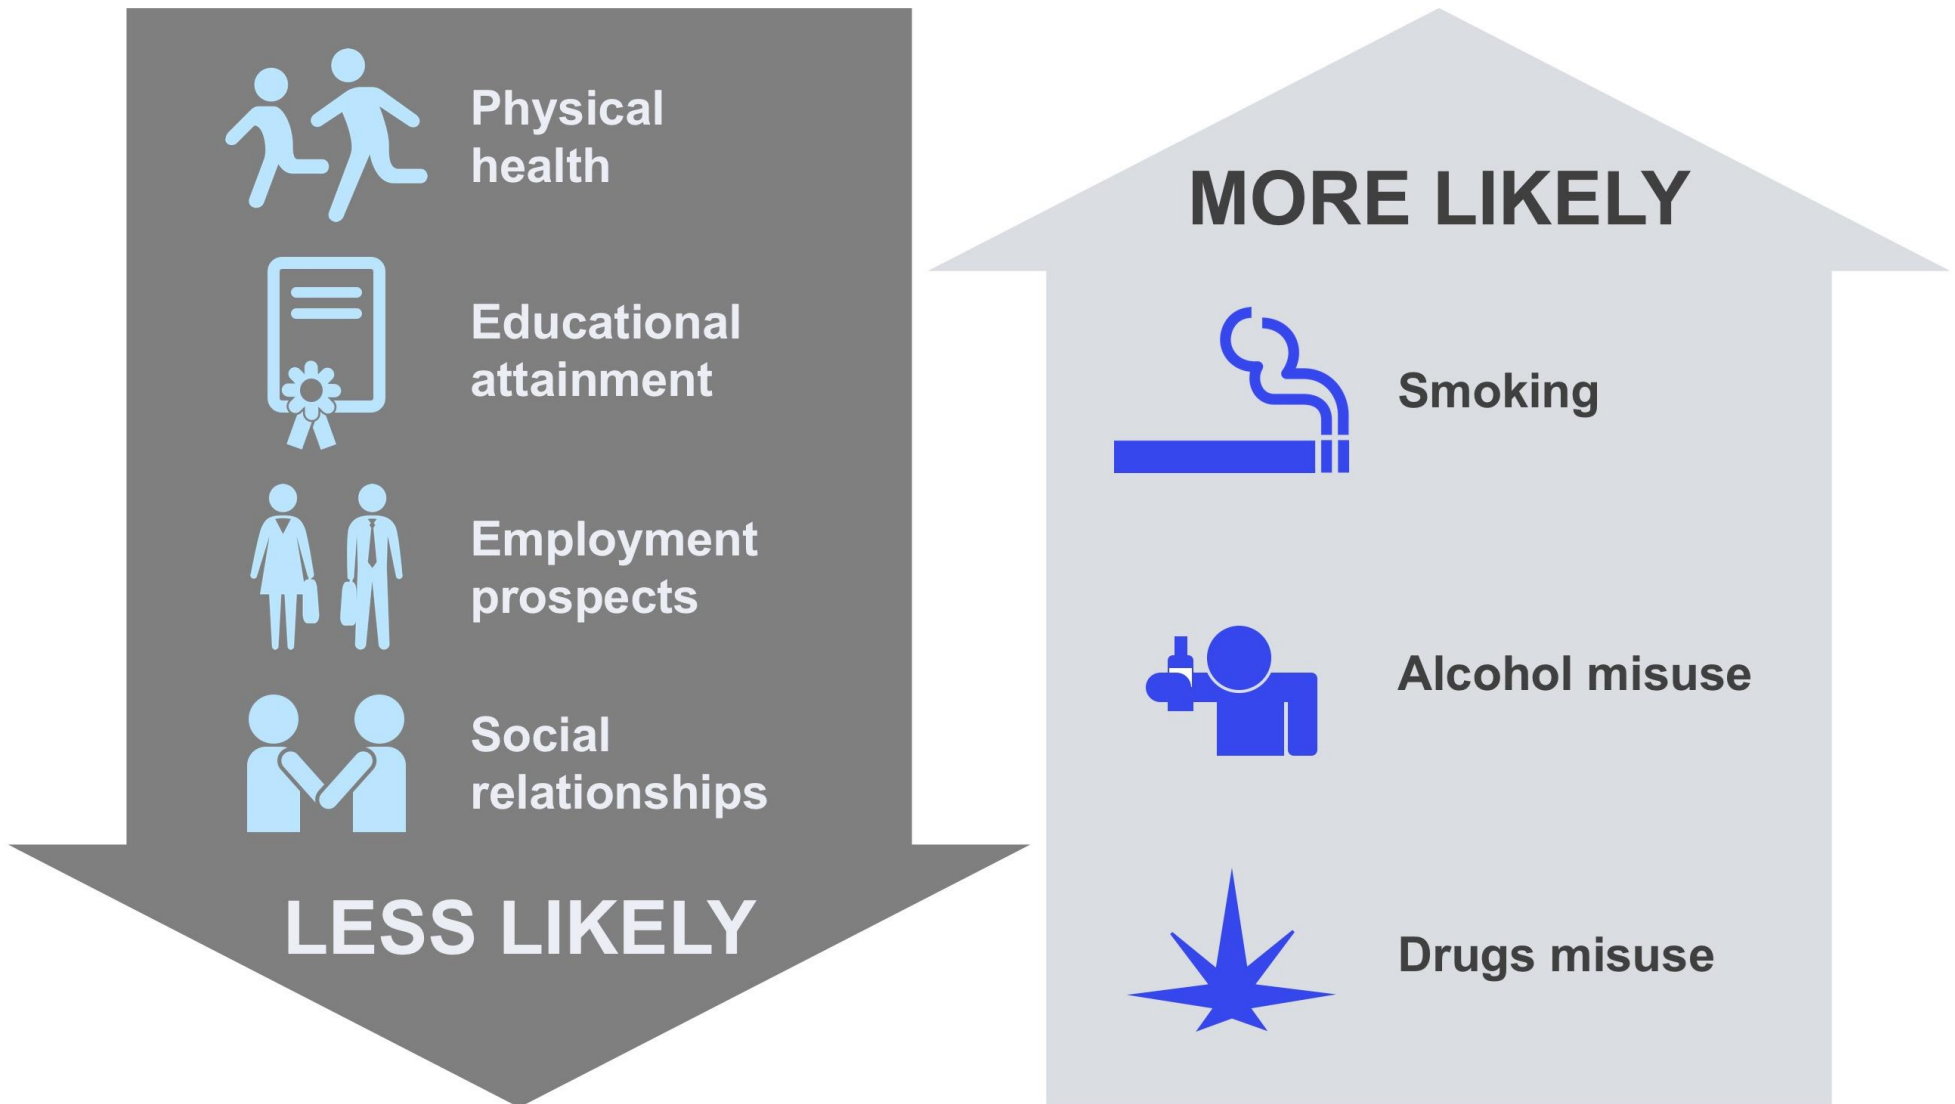 Physical
health
Educational
attainment
Employment
prospects
Social
relationships
LESS LIKELY
MORE LIKELY
Smoking
Alcohol misuse
Drugs misuse